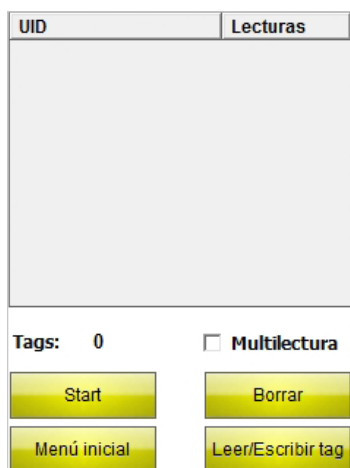 UID Lecturas
Tags: 0 Multilectura
Start Borrar
Menú inicial Leer/Escribir tag